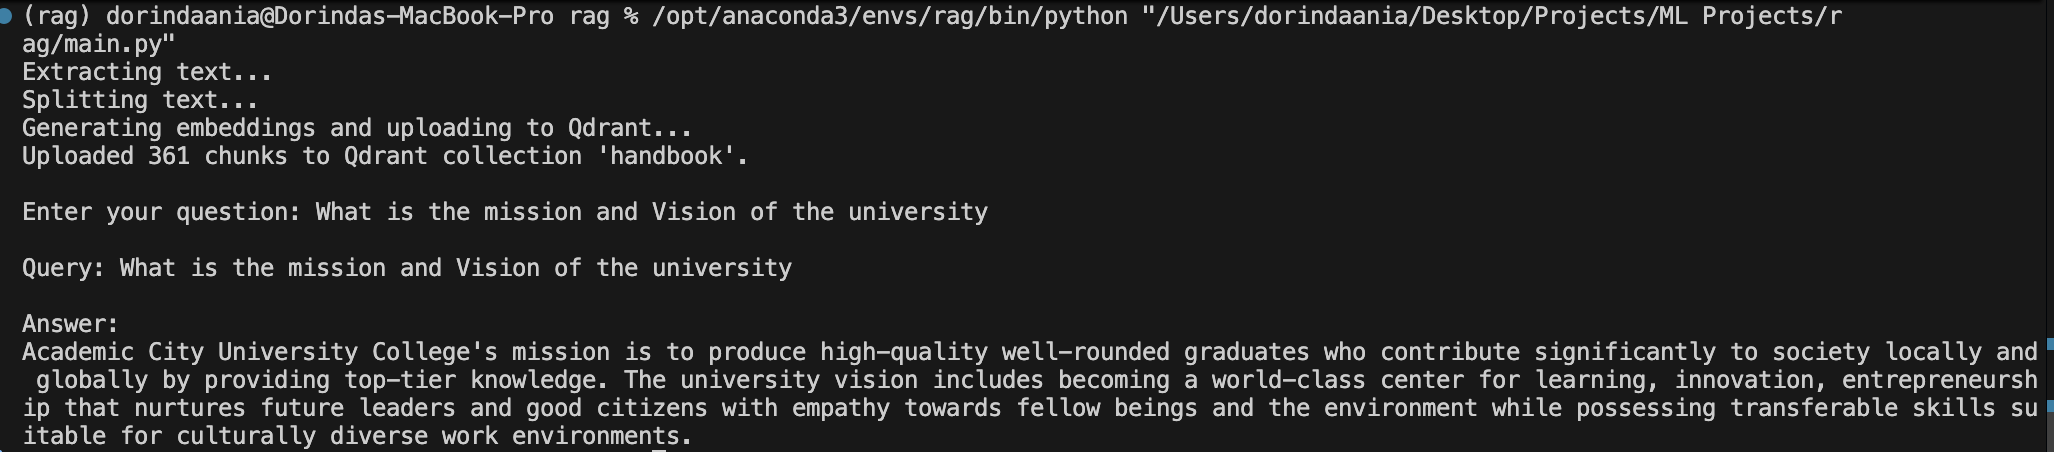 (rag) dorindaania@Dorindas-MacBook-Pro rag % /opt/anaconda3/envs/rag/bin/python "/Users/dorindaania/Desktop/Projects/ML Projects/r
ag/main.py"
Extracting text...
Splitting text...
Generating embeddings and uploading to Qdrant...
Uploaded 361 chunks to Qdrant collection 'handbook'.
Enter your question: What is the mission and Vision of the university
Query: What is the mission and Vision of the university
Answer:
Academic City University College's mission is to produce high-quality well-rounded graduates who contribute significantly to society locally and
 globally by providing top-tier knowledge. The university vision includes becoming a world-class center for learning, innovation, entrepreneursh
ip that nurtures future leaders and good citizens with empathy towards fellow beings and the environment while possessing transferable skills su
itable for culturally diverse work environments.